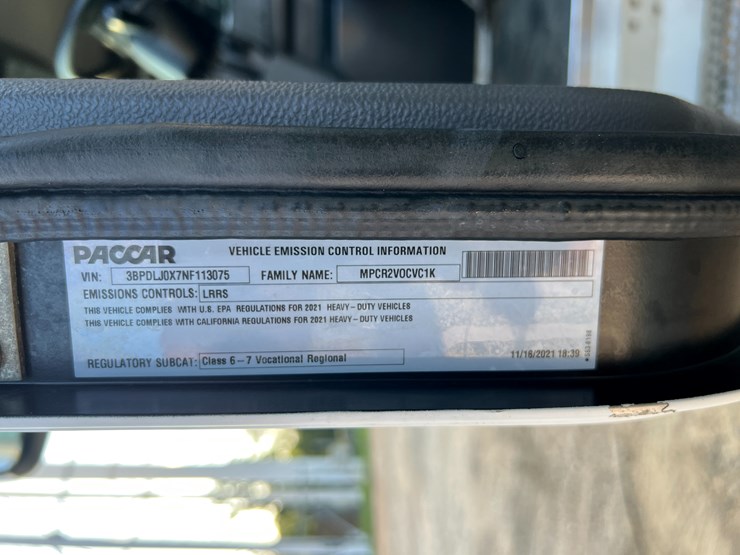 PACCAR VEHICLE EMISSION CONTROL INFORMATION
VIN: 3BPDLJ0X7NF113075 FAMILY NAME: MPCR2VOCVC1K
EMISSIONS CONTROLS: LRRS
THIS VEHICLE COMPLIES WITH U.S. EPA REGULATIONS FOR 2021 HEAVY-DUTY VEHICLES
THIS VEHICLE COMPLIES WITH CALIFORNIA REGULATIONS FOR 2021 HEAVY-DUTY VEHICLES
REGULATORY SUBCAT: Class 6-7 Vocational Regional 11/16/2021 18:39